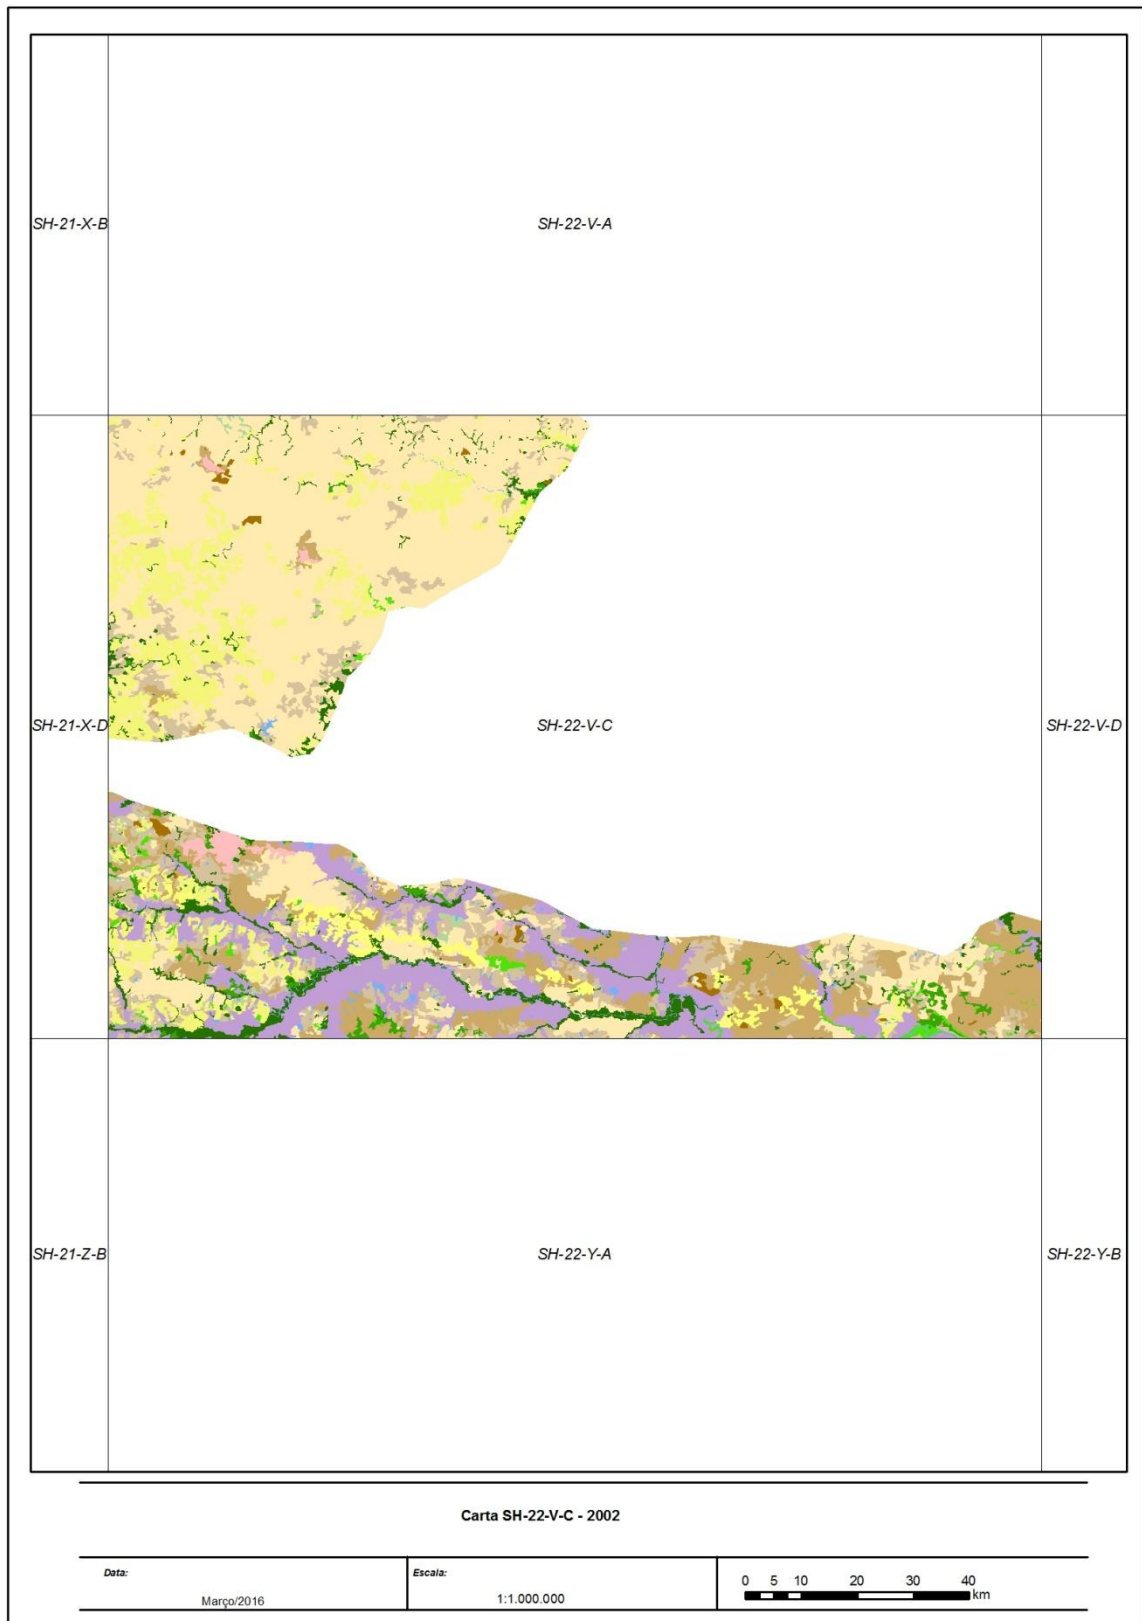 SH-21-X-B
SH-22-V-A
SH-21-X-D
SH-22-V-C
SH-22-V-D
SH-21-Z-B
SH-22-Y-A
SH-22-Y-B
Carta SH-22-V-C - 2002
Data:
Março/2016
Escala:
1:1.000.000
0 5 10 20 30 40
km